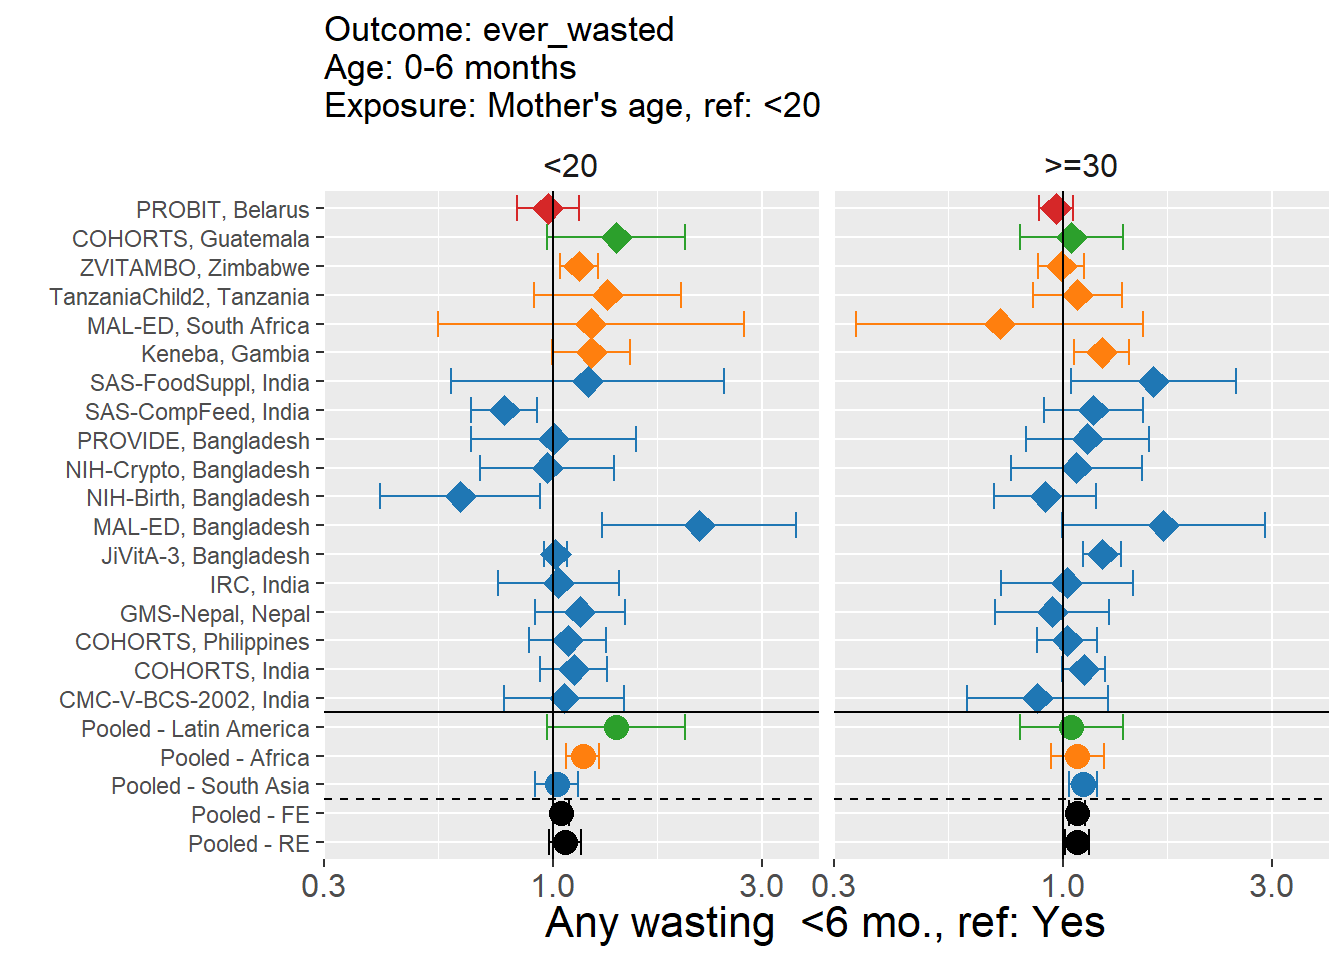 Outcome: ever_wasted
Age: 0-6 months
Exposure: Mother's age, ref: <20
<20
>=30
PROBIT, Belarus
COHORTS, Guatemala
ZVITAMBO, Zimbabwe
TanzaniaChild2, Tanzania
MAL-ED, South Africa
Keneba, Gambia
SAS-FoodSuppl, India
SAS-CompFeed, India
PROVIDE, Bangladesh
NIH-Crypto, Bangladesh
NIH-Birth, Bangladesh
MAL-ED, Bangladesh
JiVitA-3, Bangladesh
IRC, India
GMS-Nepal, Nepal
COHORTS, Philippines
COHORTS, India
CMC-V-BCS-2002, India
Pooled - Latin America
Pooled - Africa
Pooled - South Asia
Pooled - FE
Pooled - RE
0.3 1.0 3.0 0.3 1.0 3.0
Any wasting  <6 mo., ref: Yes